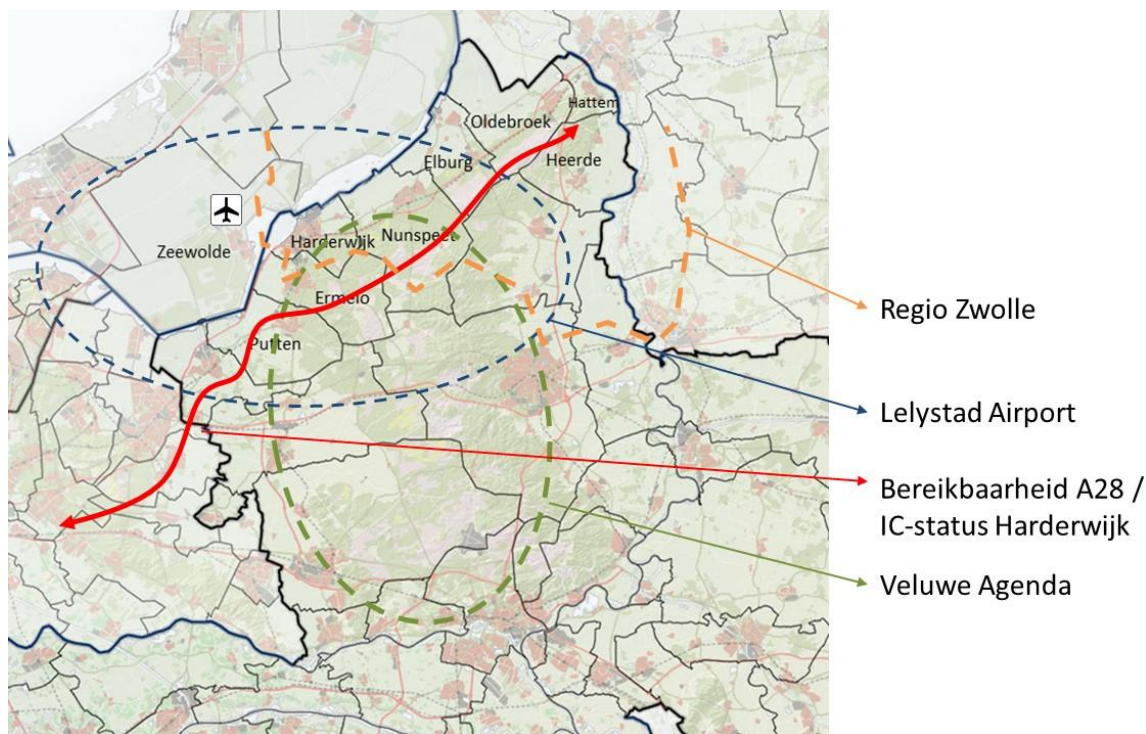 Hattem
Oldebroek
Elburg
Heerde
Zeewolde
Harderwijk
Nunspeet
Ermelo
Putten
Regio Zwolle
Lelystad Airport
Bereikbaarheid A28 /
IC-status Harderwijk
Veluwe Agenda